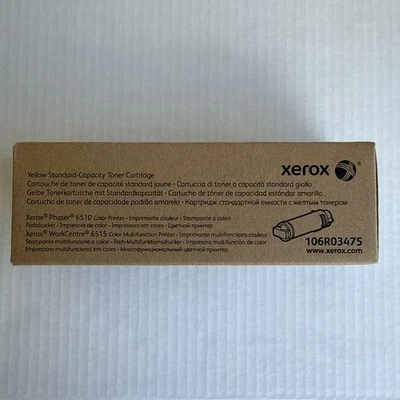 Yellow Standard-Capacity Toner Cartridge
Cartouche de toner de capacité standard jaune • Cartuccia di toner a capacità standard giallo
Gelbe Tonerkartusche mit Standardkapazität • Cartucho de tóner de capacidad estándar amarillo
Cartucho de toner de capacidade padrão amarelo • Картридж стандартной емкости с желтым тонером
xerox
Xerox® Phaser® 6510 Color Printer • Imprimante couleur • Stampante a colori
Farbdrucker • Impresora de color • Impressora em cores • Цветной принтер
Xerox® WorkCentre® 6515 Color Multifunction Printer • Imprimante multifonctions couleur
Stampante multifunzione a colori • Farb-Multifunktionsdrucker • Impresora multifunción de color
Impressora multifuncional em cores • Многофункциональный цветной принтер
106R03475
www.xerox.com